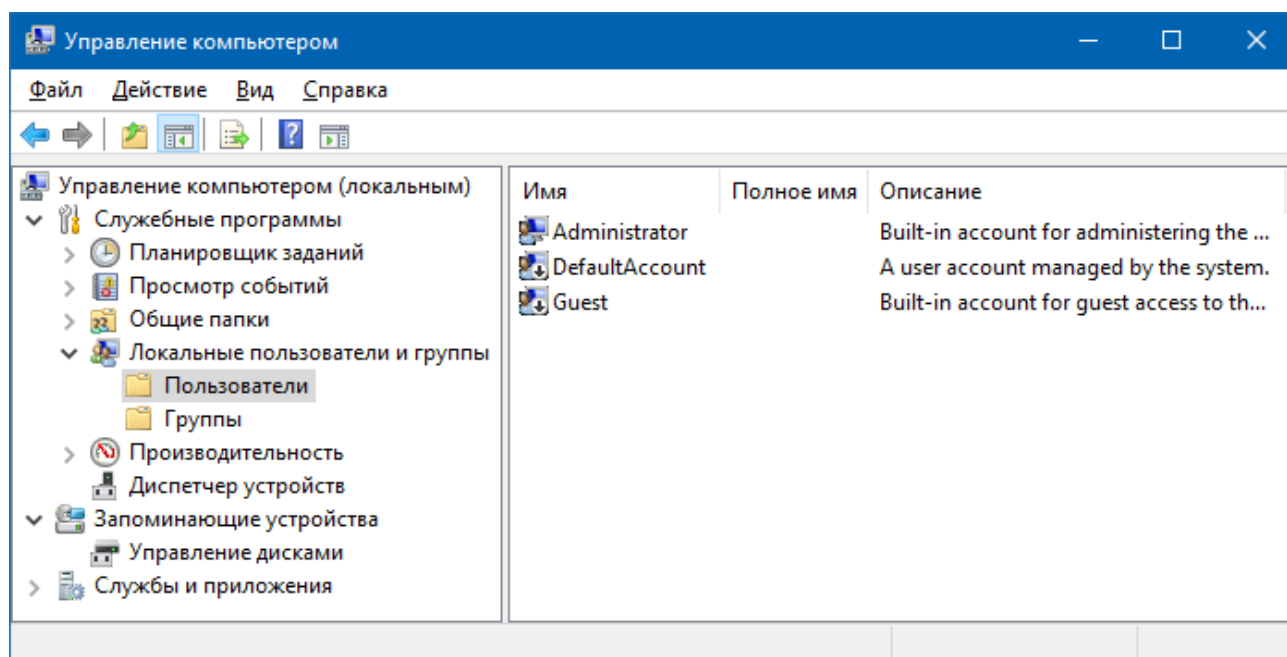 Управление компьютером
Файл Действие Вид Справка
Управление компьютером (локальным)
Служебные программы
Планировщик заданий
Просмотр событий
Общие папки
Локальные пользователи и группы
Пользователи
Группы
Производительность
Диспетчер устройств
Запоминающие устройства
Управление дисками
Службы и приложения
Имя Полное имя Описание
Administrator Built-in account for administering the ...
DefaultAccount A user account managed by the system.
Guest Built-in account for guest access to th...